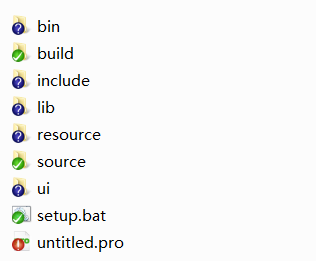 bin
build
include
lib
resource
source
ui
setup.bat
untitled.pro